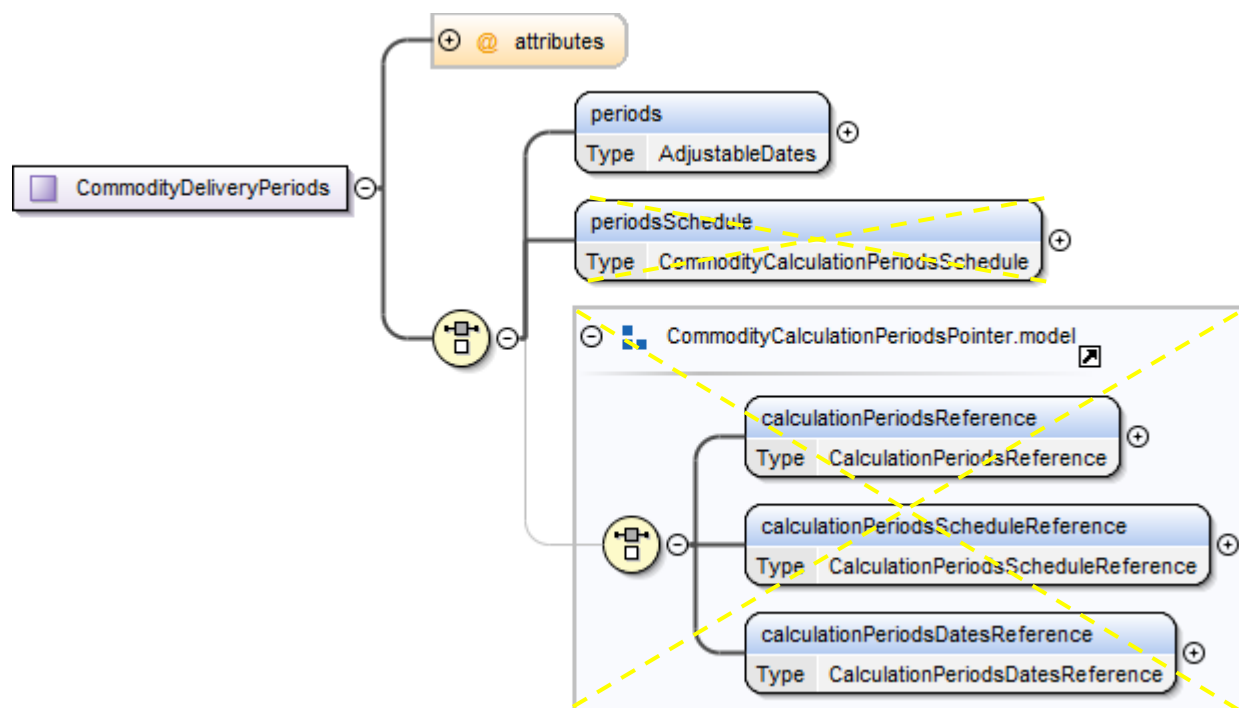 @ attributes
periods
Type AdjustableDates
CommodityDeliveryPeriods
periodsSchedule
Type CommodityCalculationPeriodsSchedule
CommodityCalculationPeriodsPointer.model
calculationPeriodsReference
Type CalculationPeriodsReference
calculationPeriodsScheduleReference
Type CalculationPeriodsScheduleReference
calculationPeriodsDatesReference
Type CalculationPeriodsDatesReference